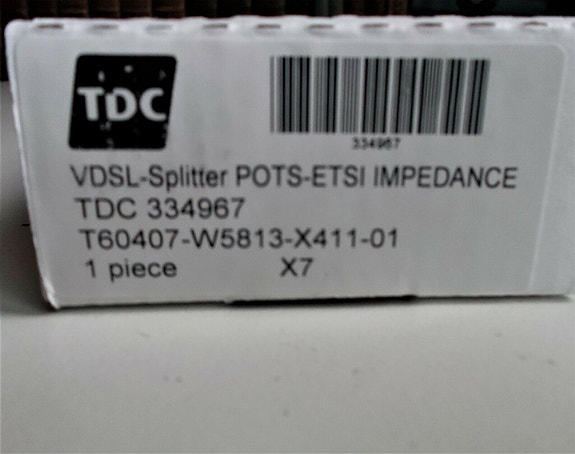 TDC
334967
VDSL-Splitter POTS-ETSI IMPEDANCE
TDC 334967
T60407-W5813-X411-01
1 piece X7